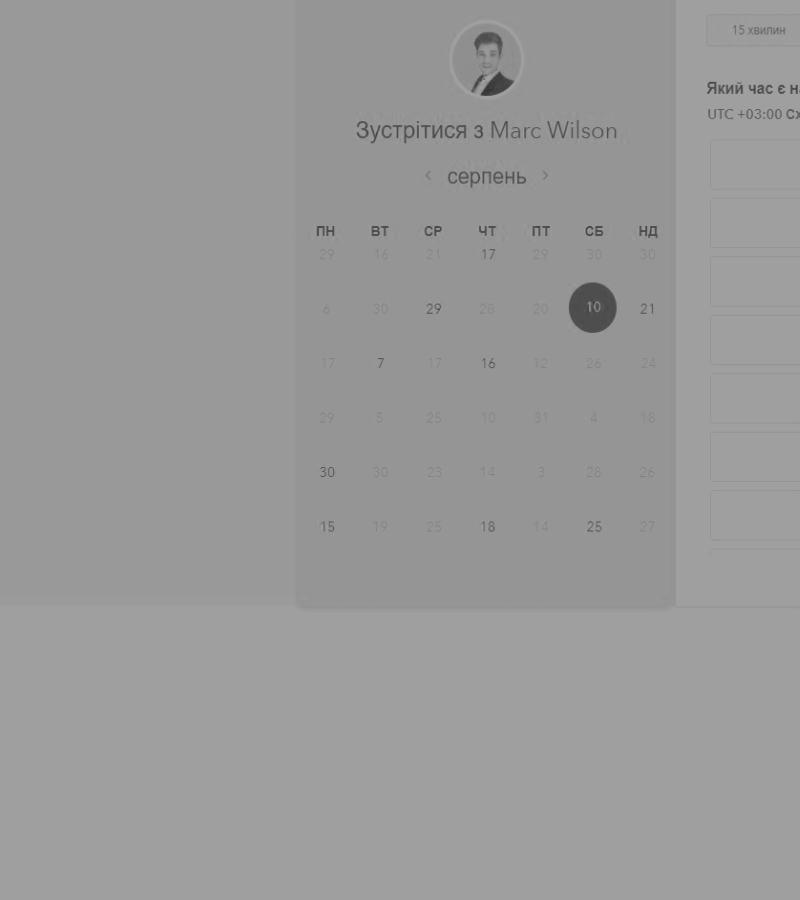 15 хвилин
Зустрітися з Marc Wilson
‹ серпень ›
Який час є н
UTC +03:00 Сх
ПН ВТ СР ЧТ ПТ СБ НД
29 16 21 17 29 30 30
6 30 29 28 20 10 21
17 7 17 16 12 26 24
29 5 25 10 31 4 18
30 30 23 14 3 28 26
15 19 25 18 14 25 27